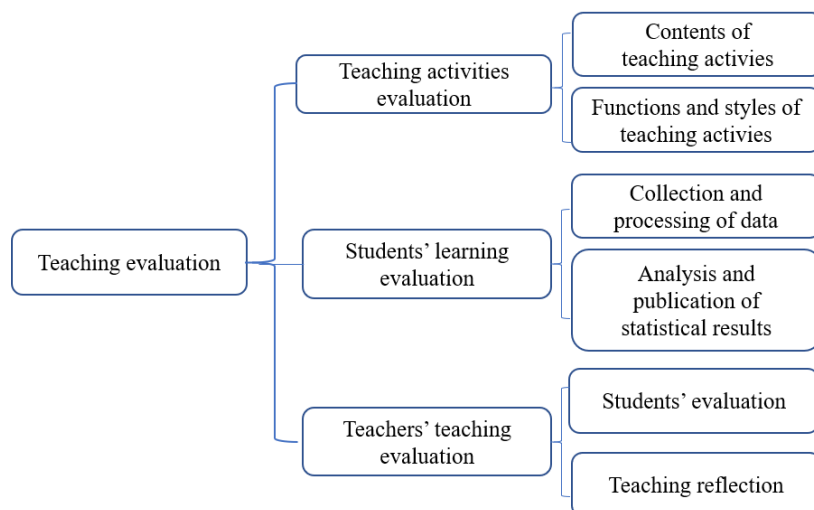 Contents of
teaching activies
Teaching activities
evaluation
Functions and styles of
teaching activies
Collection and
processing of data
Teaching evaluation
Students’ learning
evaluation
Analysis and
publication of
statistical results
Students’ evaluation
Teachers’ teaching
evaluation
Teaching reflection